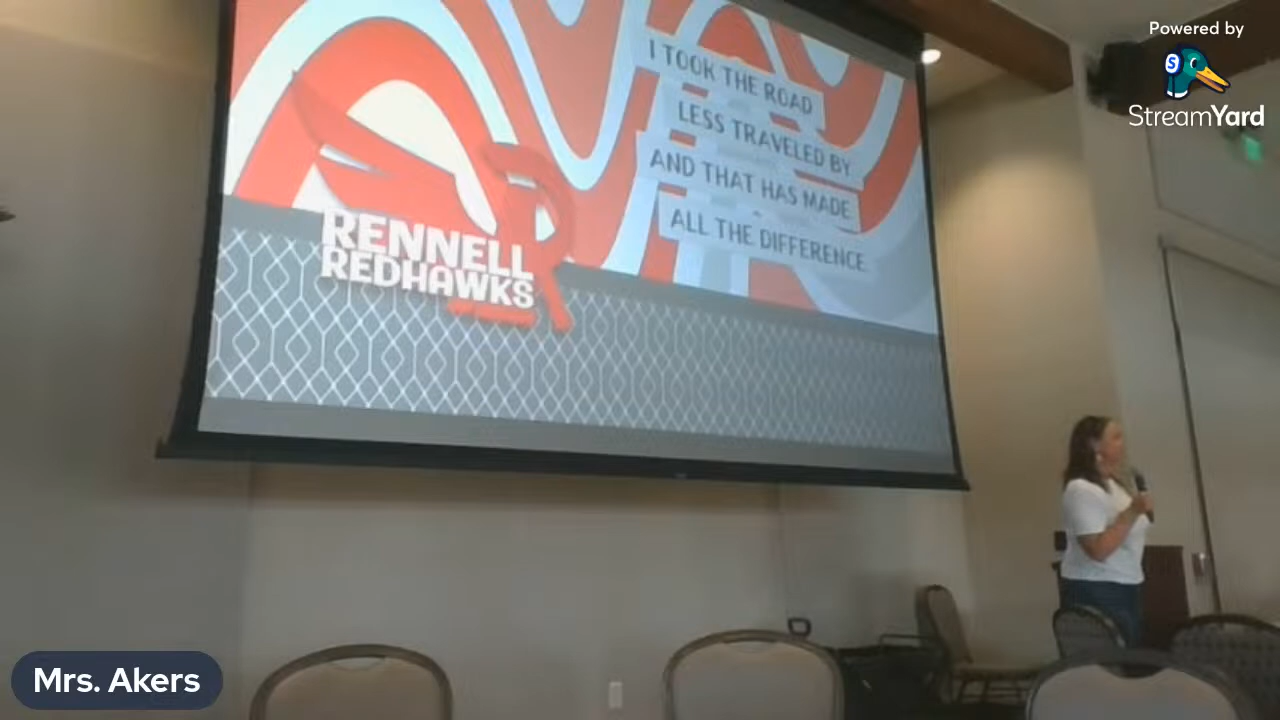 Powered by
StreamYard
I TOOK THE ROAD
LESS TRAVELED BY
AND THAT HAS MADE
ALL THE DIFFERENCE
RENNELL
REDHAWKS
Mrs. Akers